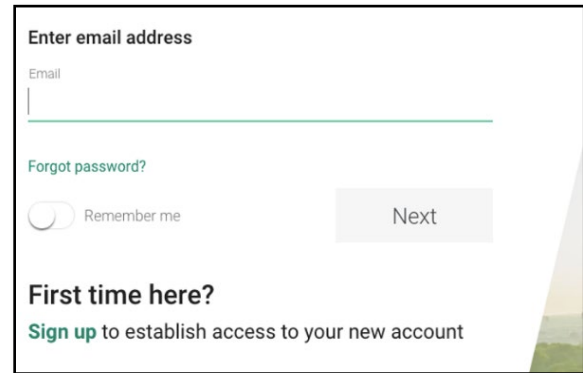 Enter email address
Email
Forgot password?
Remember me
Next
First time here?
Sign up to establish access to your new account